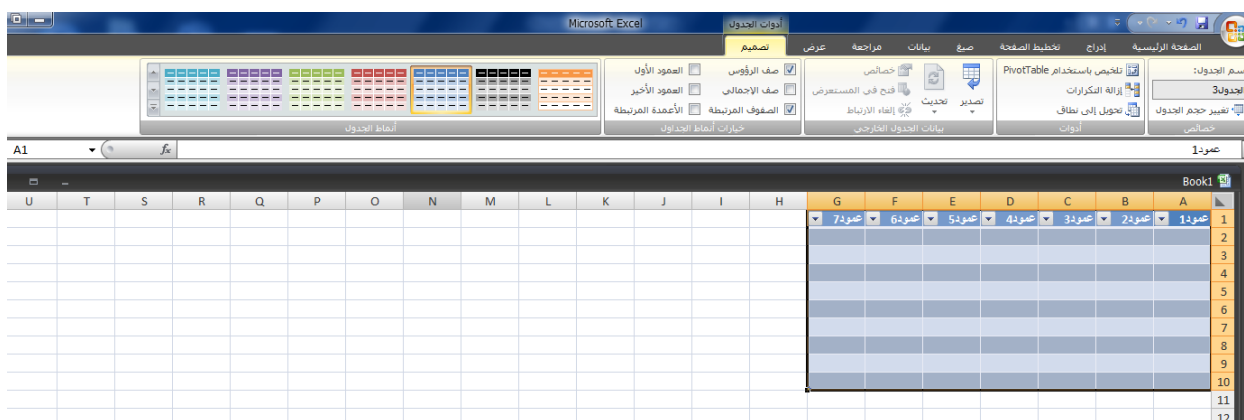 أدوات الجدول Microsoft Excel
الصفحة الرئيسية إدراج تخطيط الصفحة صيغ بيانات مراجعة عرض تصميم
سم الجدول: تلخيص باستخدام PivotTable تصدير تحديث خصائص صف الرؤوس العمود الأول
لجدول3 إزالة التكرارات فتح في المستعرض صف الإجمالي العمود الأخير
تغيير حجم الجدول تحويل إلى نطاق إلغاء الارتباط الصفوف المرتبطة الأعمدة المرتبطة
خصائص أدوات بيانات الجدول الخارجي خيارات أنماط الجداول أنماط الجدول
عمود1 fx A1
Book1
A B C D E F G H I J K L M N O P Q R S T U
1 عمود1 عمود2 عمود3 عمود4 عمود5 عمود6 عمود7
2
3
4
5
6
7
8
9
10
11
12